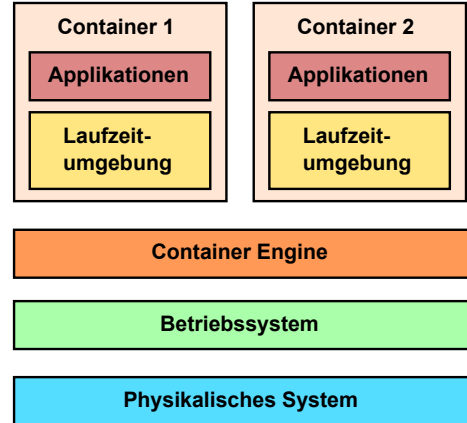 Container 1
Applikationen
Laufzeit-
umgebung
Container 2
Applikationen
Laufzeit-
umgebung
Container Engine
Betriebssystem
Physikalisches System